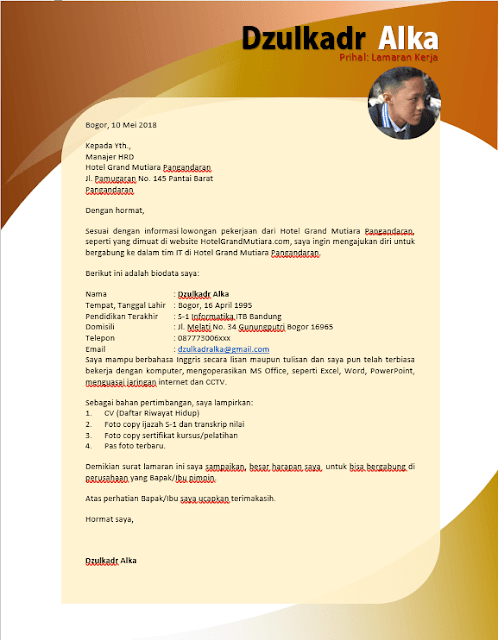 Dzulkadr Alka
Prihal: Lamaran Kerja
Bogor, 10 Mei 2018
Kepada Yth.,
Manajer HRD
Hotel Grand Mutiara Pangandaran
Jl. Pamugaran No. 145 Pantai Barat
Pangandaran
Dengan hormat,
Sesuai dengan informasi lowongan pekerjaan dari Hotel Grand Mutiara Pangandaran,
seperti yang dimuat di website HotelGrandMutiara.com, saya ingin mengajukan diri untuk
bergabung ke dalam tim IT di Hotel Grand Mutiara Pangandaran.
Berikut ini adalah biodata saya:
Nama : Dzulkadr Alka
Tempat, Tanggal Lahir : Bogor, 16 April 1995
Pendidikan Terakhir : S-1 Informatika ITB Bandung
Domisili : Jl. Melati No. 34 Gunungputri Bogor 16965
Telepon : 087773006xxx
Email : dzulkadralka@gmail.com
Saya mampu berbahasa Inggris secara lisan maupun tulisan dan saya pun telah terbiasa
bekerja dengan komputer, mengoperasikan MS Office, seperti Excel, Word, PowerPoint,
menguasai jaringan internet dan CCTV.
Sebagai bahan pertimbangan, saya lampirkan:
1. CV (Daftar Riwayat Hidup)
2. Foto copy ijazah S-1 dan transkrip nilai
3. Foto copy sertifikat kursus/pelatihan
4. Pas foto terbaru.
Demikian surat lamaran ini saya sampaikan, besar harapan saya untuk bisa bergabung di
perusahaan yang Bapak/Ibu pimpin.
Atas perhatian Bapak/Ibu saya ucapkan terimakasih.
Hormat saya,
Dzulkadr Alka